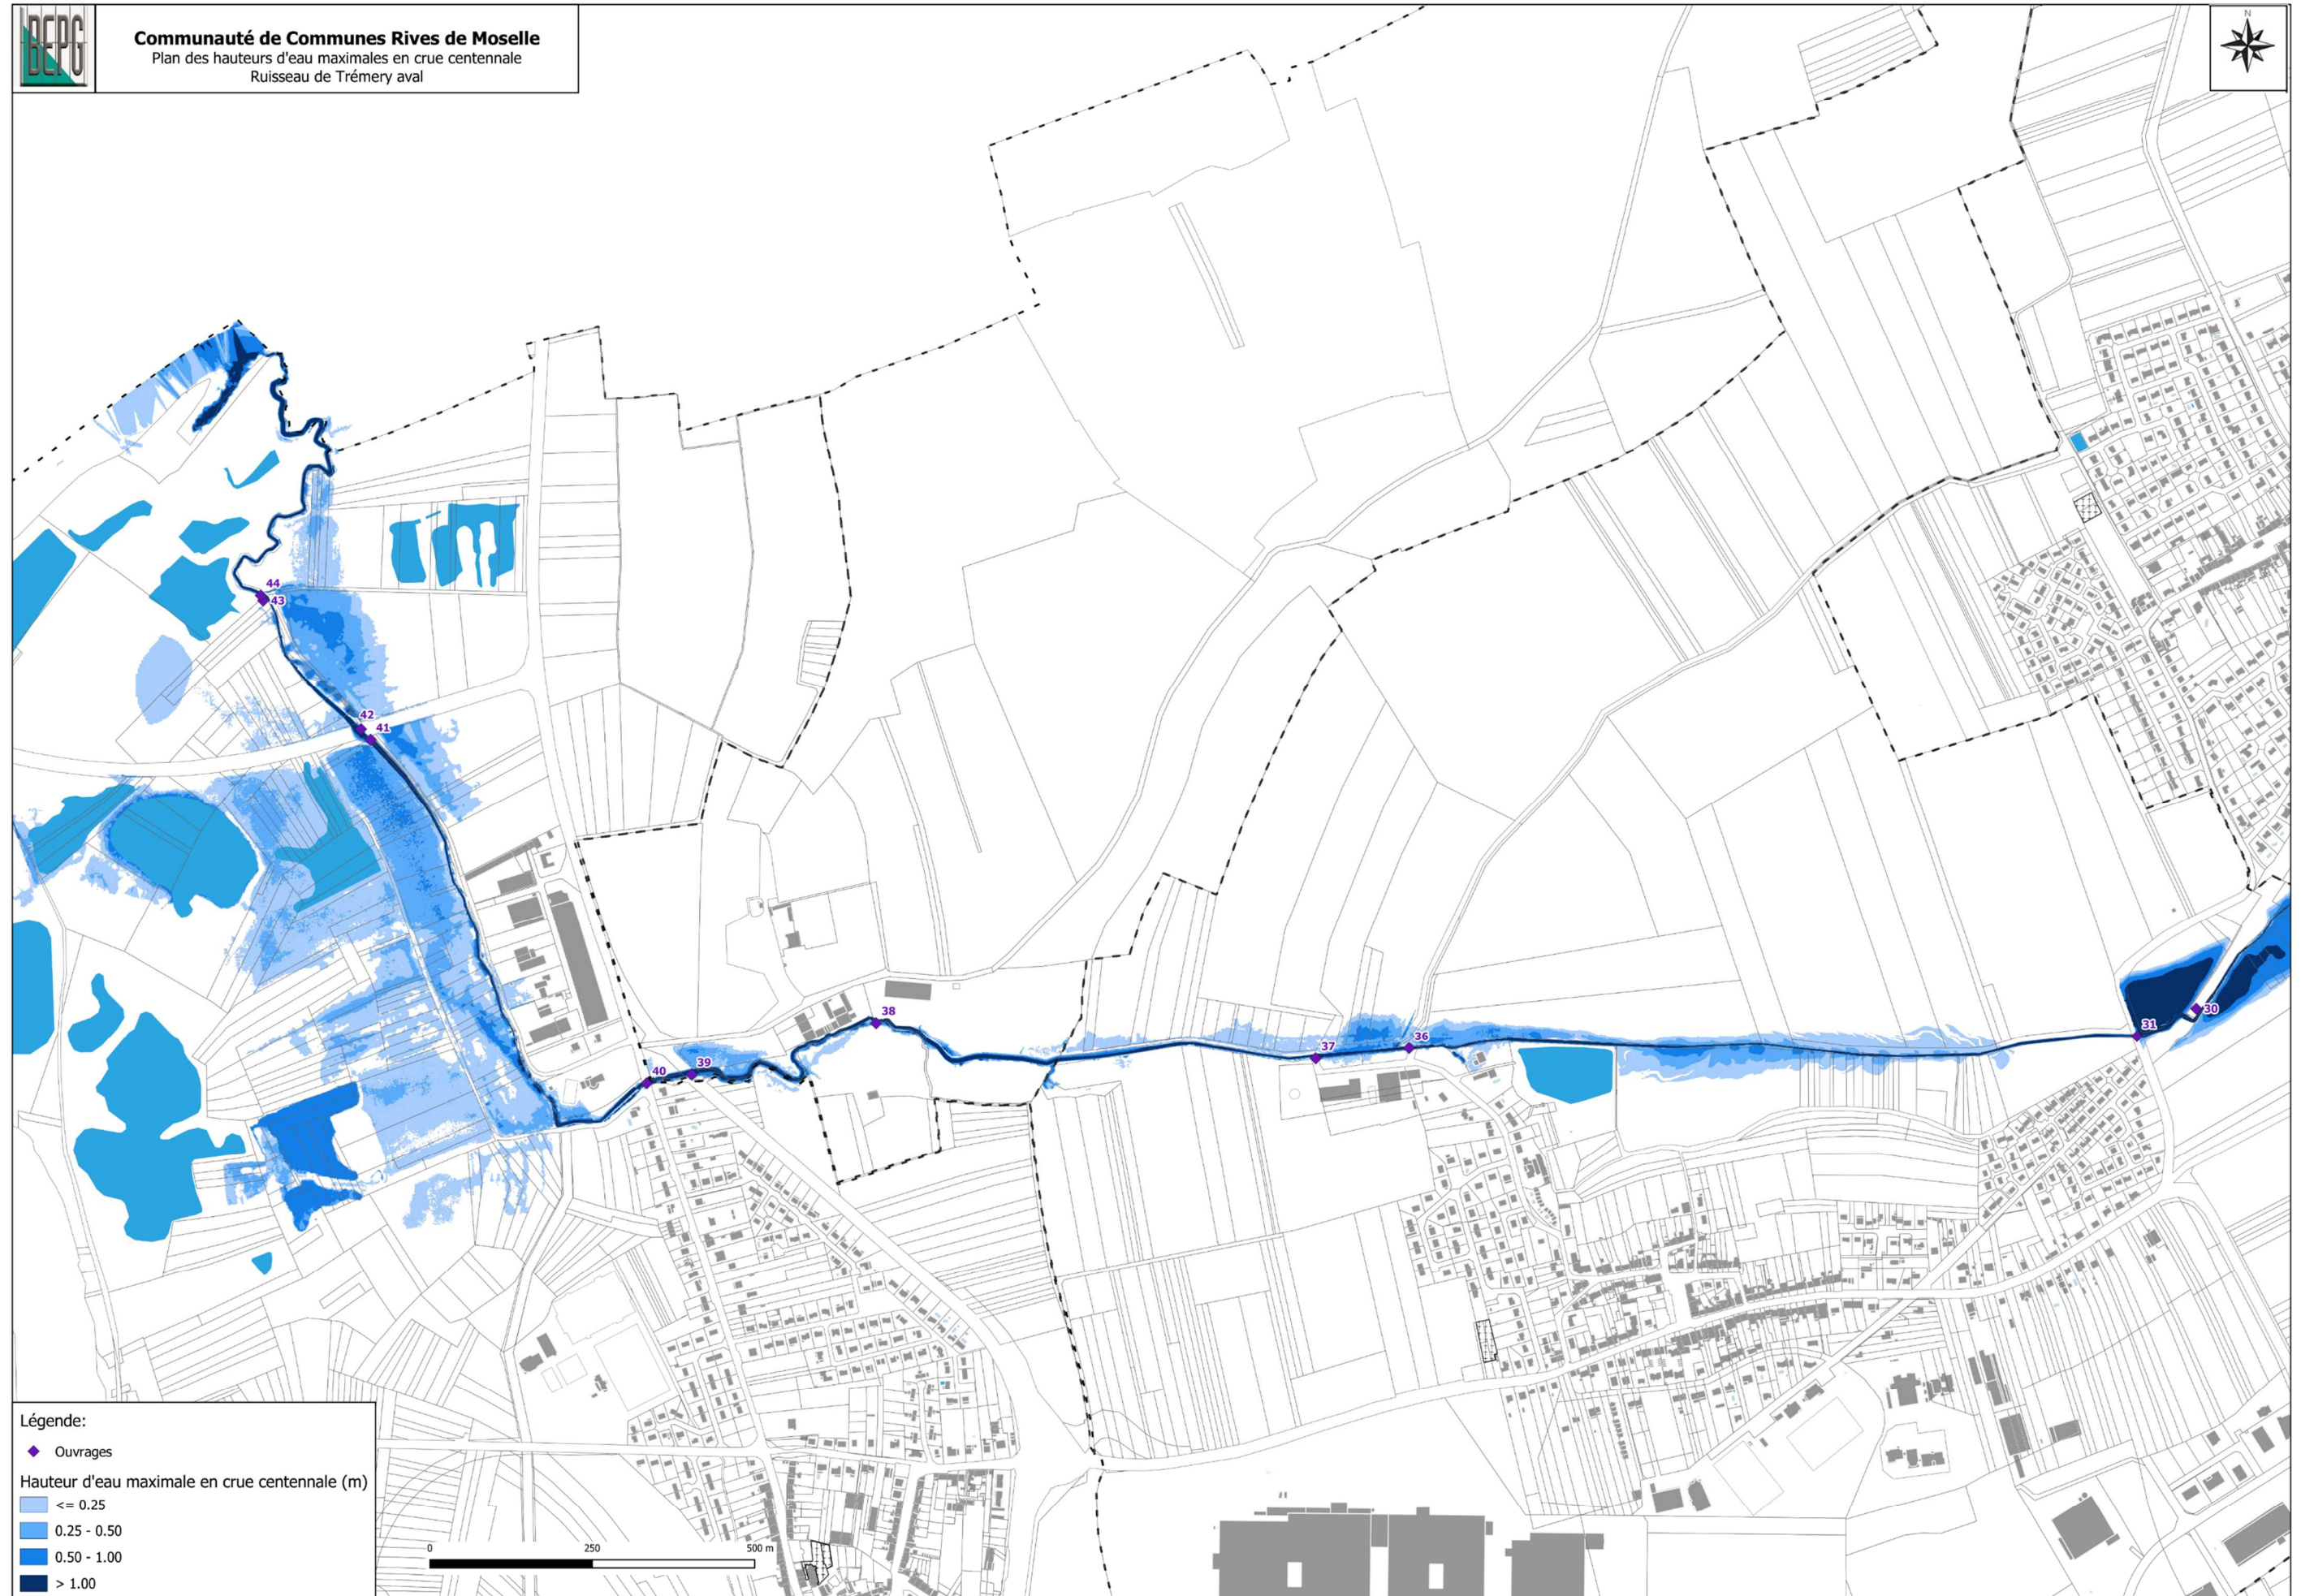 BEPG
Communauté de Communes Rives de Moselle
Plan des hauteurs d'eau maximales en crue centennale
Ruisseau de Trémery aval
N
44
43
42
41
40
39
38
37
36
31
30
Légende:
Ouvrages
Hauteur d'eau maximale en crue centennale (m)
<= 0.25
0.25 - 0.50
0.50 - 1.00
> 1.00
0 250 500 m